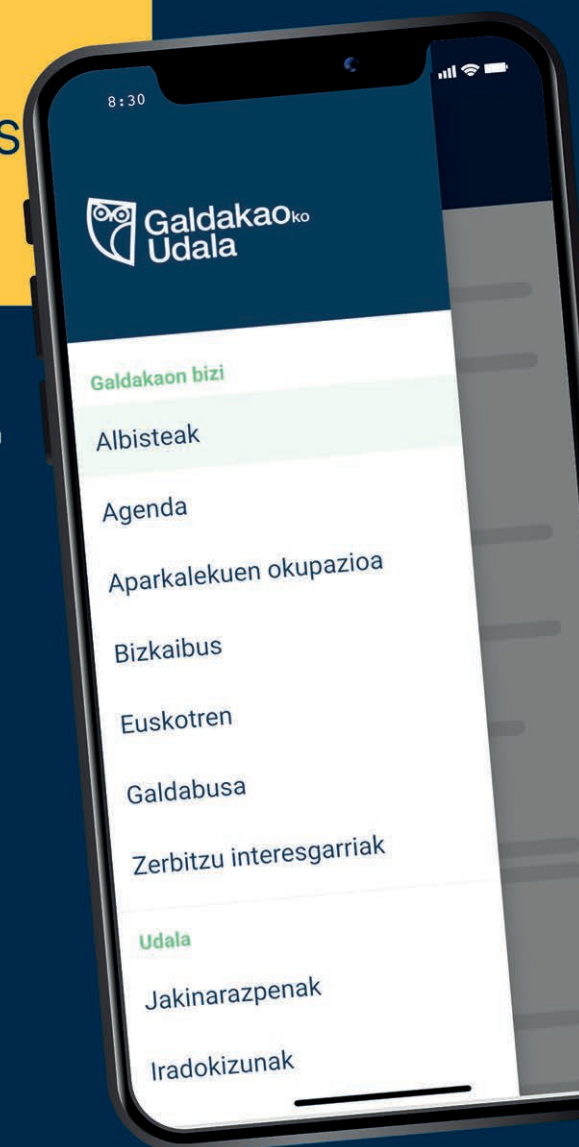 S
8:30
Galdakaoko
Udala
Galdakaon bizi
Albisteak
Agenda
Aparkalekuen okupazioa
Bizkaibus
Euskotren
Galdabusa
Zerbitzu interesgarriak
Udala
Jakinarazpenak
Iradokizunak